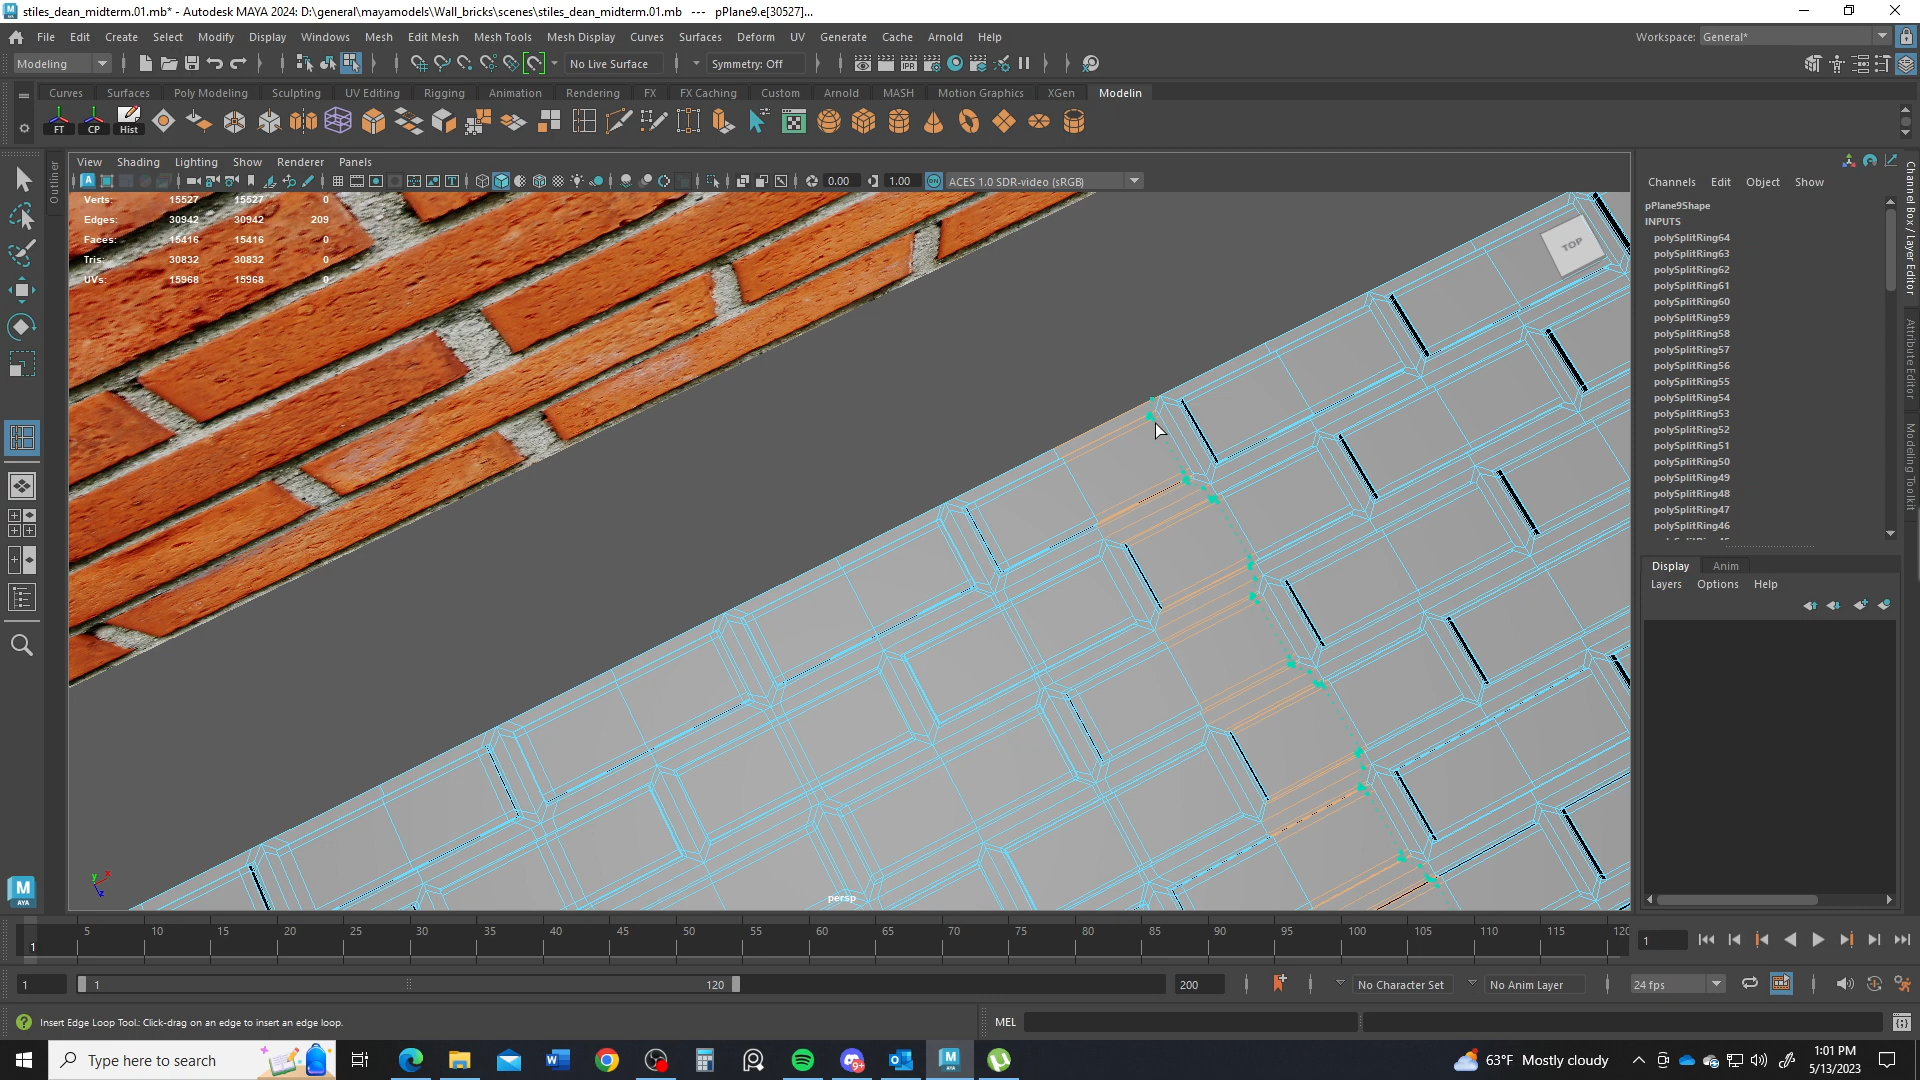 stiles_dean_midterm.01.mb* - Autodesk MAYA 2024: D:\general\mayamodels\Wall_bricks\scenes\stiles_dean_midterm.01.mb --- pPlane9.e[30527]...
File Edit Create Select Modify Display Windows Mesh Edit Mesh Mesh Tools Mesh Display Curves Surfaces Deform UV Generate Cache Arnold Help Workspace: General*
Modeling No Live Surface Symmetry: Off
Curves Surfaces Poly Modeling Sculpting UV Editing Rigging Animation Rendering FX FX Caching Custom Arnold MASH Motion Graphics XGen Modelin
FT CP Hist
View Shading Lighting Show Renderer Panels
0.00 1.00 ACES 1.0 SDR-video (sRGB)
Outliner
Verts: 15527 15527 0
Edges: 30942 30942 209
Faces: 15416 15416 0
Tris: 30832 30832 0
UVs: 15968 15968 0
TOP
persp
Channels Edit Object Show
pPlane9Shape
INPUTS
polySplitRing64
polySplitRing63
polySplitRing62
polySplitRing61
polySplitRing60
polySplitRing59
polySplitRing58
polySplitRing57
polySplitRing56
polySplitRing55
polySplitRing54
polySplitRing53
polySplitRing52
polySplitRing51
polySplitRing50
polySplitRing49
polySplitRing48
polySplitRing47
polySplitRing46
Channel Box / Layer Editor
Attribute Editor
Modeling Toolkit
Display Anim
Layers Options Help
5 10 15 20 25 30 35 40 45 50 55 60 65 70 75 80 85 90 95 100 105 110 115 120
1 1
1 1 120 200 No Character Set No Anim Layer 24 fps
Insert Edge Loop Tool: Click-drag on an edge to insert an edge loop. MEL
Type here to search 63°F Mostly cloudy 1:01 PM
5/13/2023